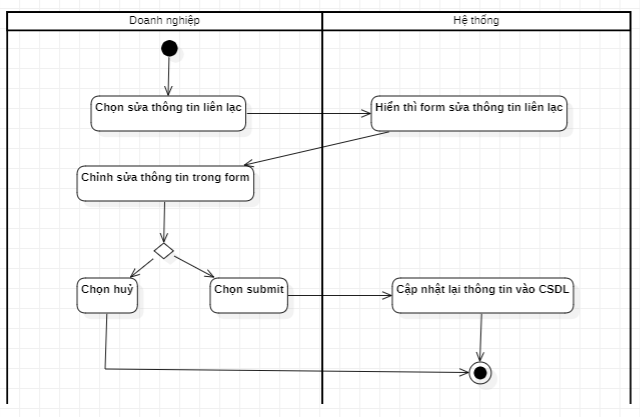 Doanh nghiệp
Hệ thống
Chọn sửa thông tin liên lạc
Hiển thì form sửa thông tin liên lạc
Chỉnh sửa thông tin trong form
Chọn huỷ
Chọn submit
Cập nhật lại thông tin vào CSDL